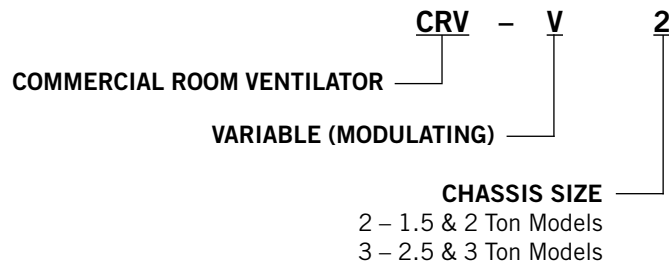 CRV – V 2
COMMERCIAL ROOM VENTILATOR
VARIABLE (MODULATING)
CHASSIS SIZE
2 – 1.5 & 2 Ton Models
3 – 2.5 & 3 Ton Models